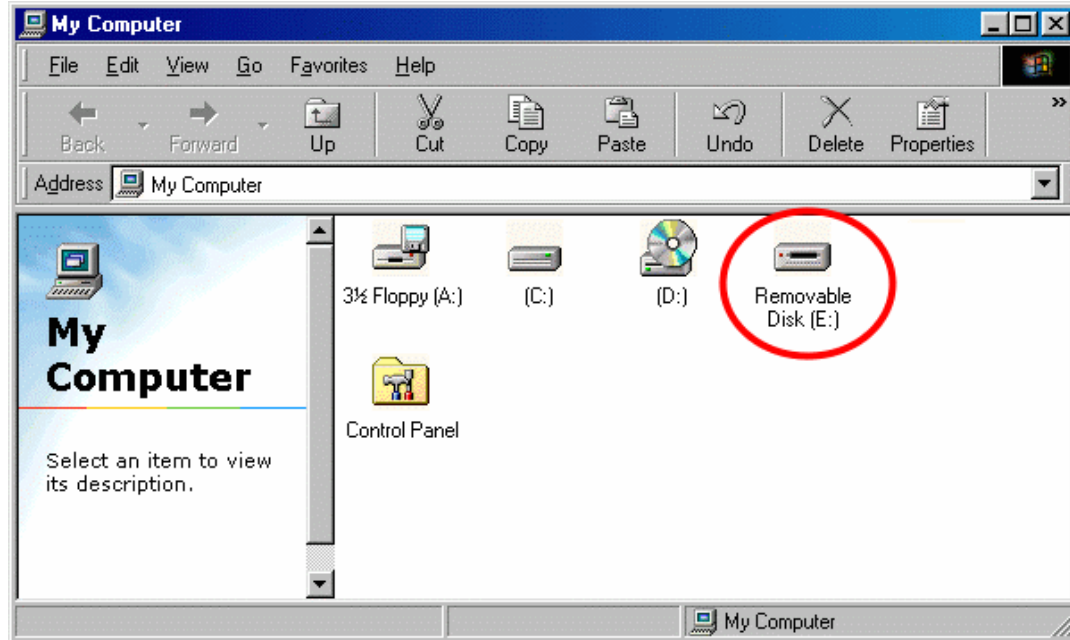 My Computer
File Edit View Go Favorites Help
Back Forward Up Cut Copy Paste Undo Delete Properties »
Address My Computer
My
Computer
Select an item to view
its description.
3½ Floppy (A:) (C:) (D:) Removable
Disk (E:)
Control Panel
My Computer